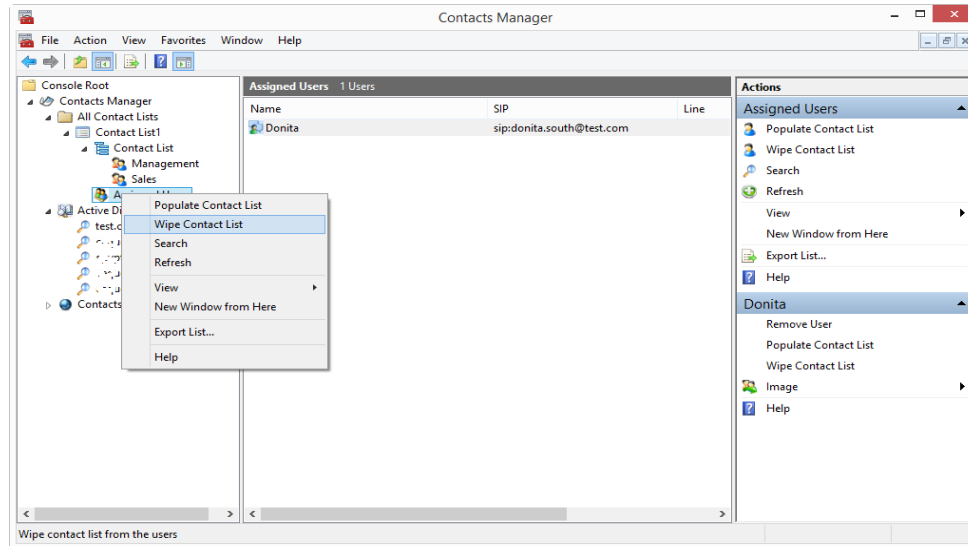 Contacts Manager
File Action View Favorites Window Help
Console Root
Contacts Manager
All Contact Lists
Contact List1
Contact List
Management
Sales
Active Di
test.c
Contacts
Assigned Users 1 Users
Name SIP Line
Donita sip:donita.south@test.com
Populate Contact List
Wipe Contact List
Search
Refresh
View
New Window from Here
Export List...
Help
Actions
Assigned Users
Populate Contact List
Wipe Contact List
Search
Refresh
View
New Window from Here
Export List...
Help
Donita
Remove User
Populate Contact List
Wipe Contact List
Image
Help
Wipe contact list from the users